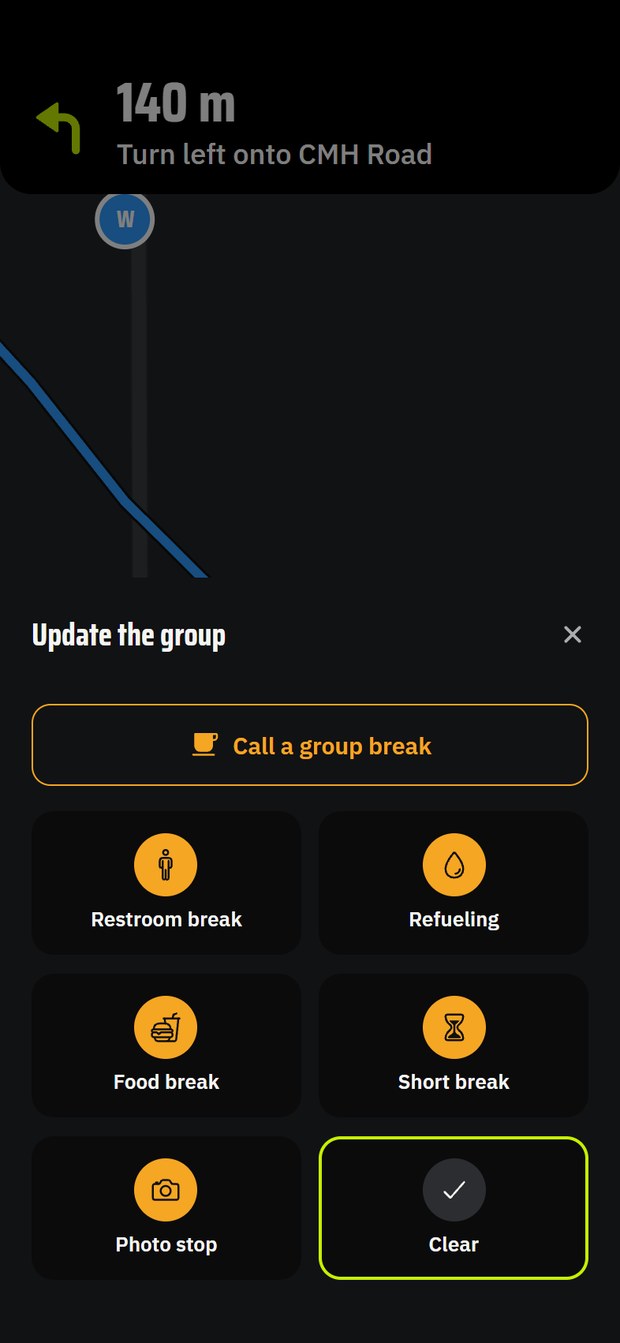 140 m
Turn left onto CMH Road
W
Update the group
Call a group break
Restroom break
Refueling
Food break
Short break
Photo stop
Clear